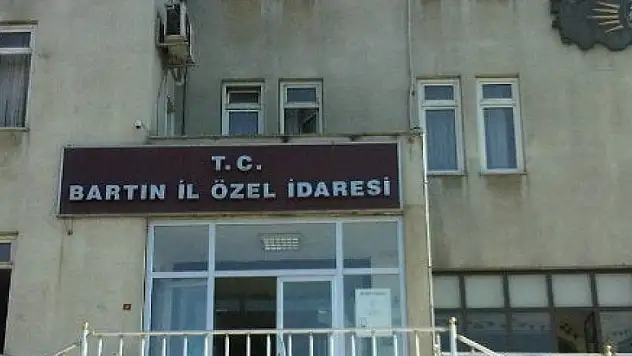 T.C.
BARTIN İL ÖZEL İDARESİ